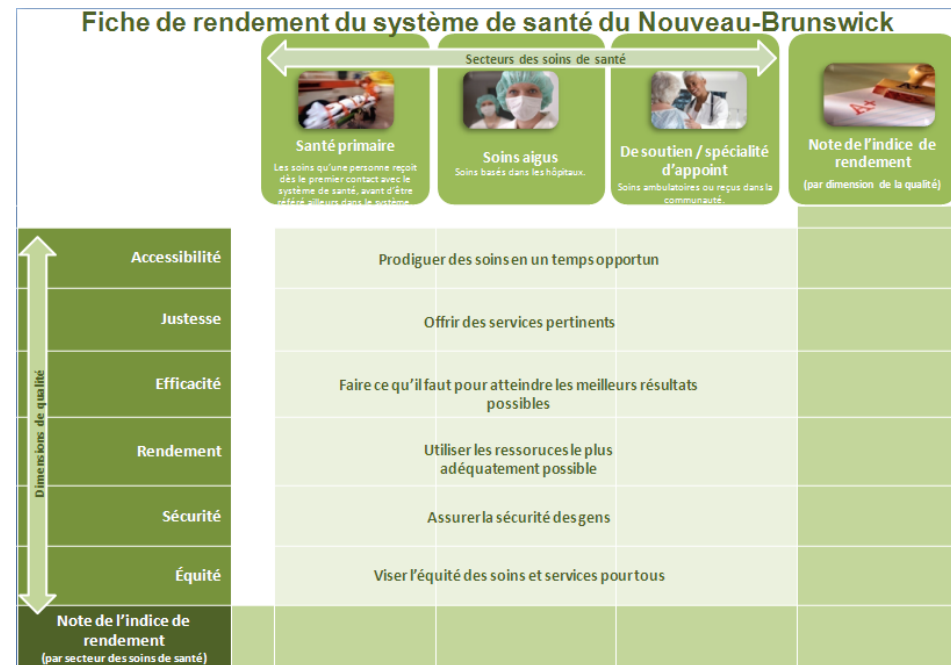 Fiche de rendement du système de santé du Nouveau-Brunswick
Secteurs des soins de santé
Santé primaire
Les soins qu'une personne reçoit
dès le premier contact avec le
système de santé, avant d'être
référé ailleurs dans le système
Soins aigus
Soins basés dans les hôpitaux.
De soutien / spécialité
d'appoint
Soins ambulatoires ou reçus dans la
communauté.
A+
Note de l'indice de
rendement
(par dimension de la qualité)
Dimensions de qualité
Accessibilité
Prodiguer des soins en un temps opportun
Justesse
Offrir des services pertinents
Efficacité
Faire ce qu'il faut pour atteindre les meilleurs résultats
possibles
Rendement
Utiliser les ressoruces le plus
adéquatement possible
Sécurité
Assurer la sécurité des gens
Équité
Viser l'équité des soins et services pour tous
Note de l'indice de
rendement
(par secteur des soins de santé)